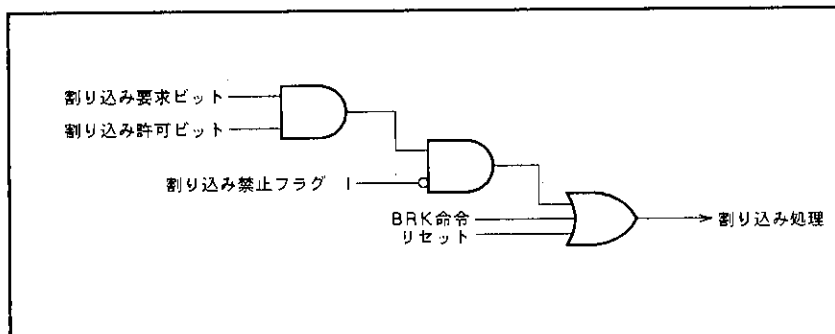 割り込み要求ビット
割り込み許可ビット
割り込み禁止フラグ I
BRK命令
リセット
割り込み処理